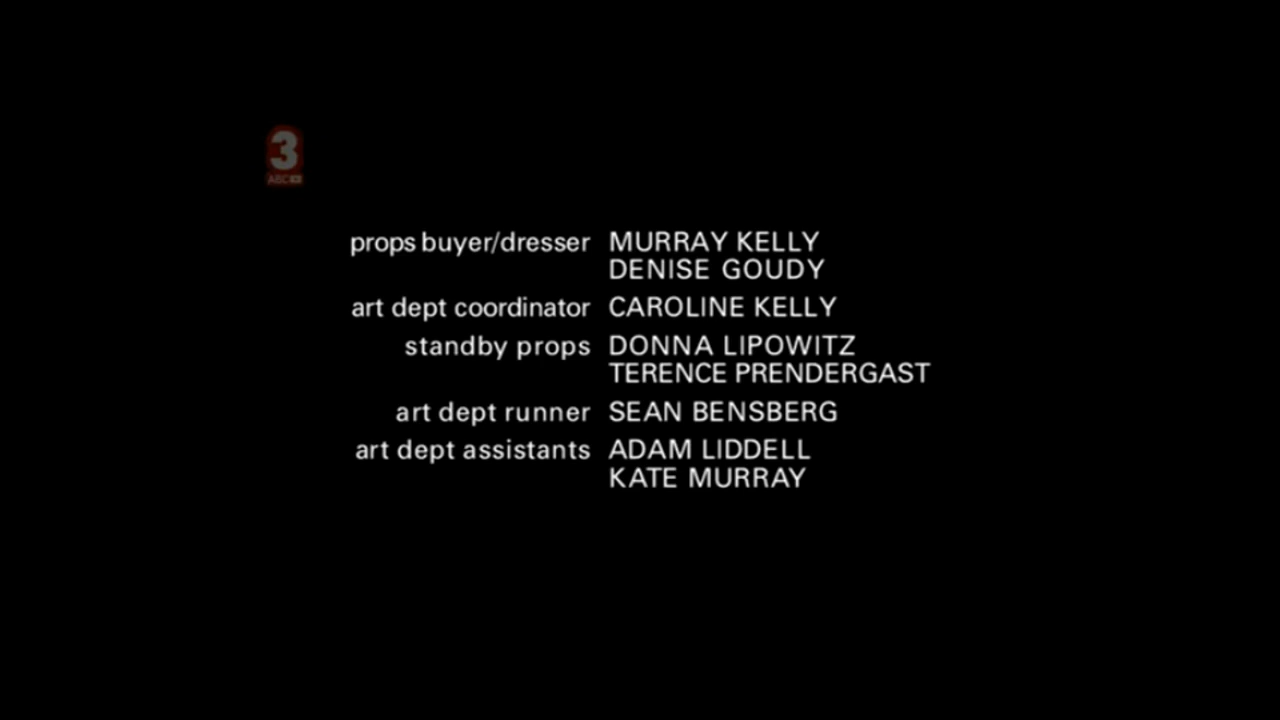 3
ABC
props buyer/dresser MURRAY KELLY
DENISE GOUDY
art dept coordinator CAROLINE KELLY
standby props DONNA LIPOWITZ
TERENCE PRENDERGAST
art dept runner SEAN BENSBERG
art dept assistants ADAM LIDDELL
KATE MURRAY